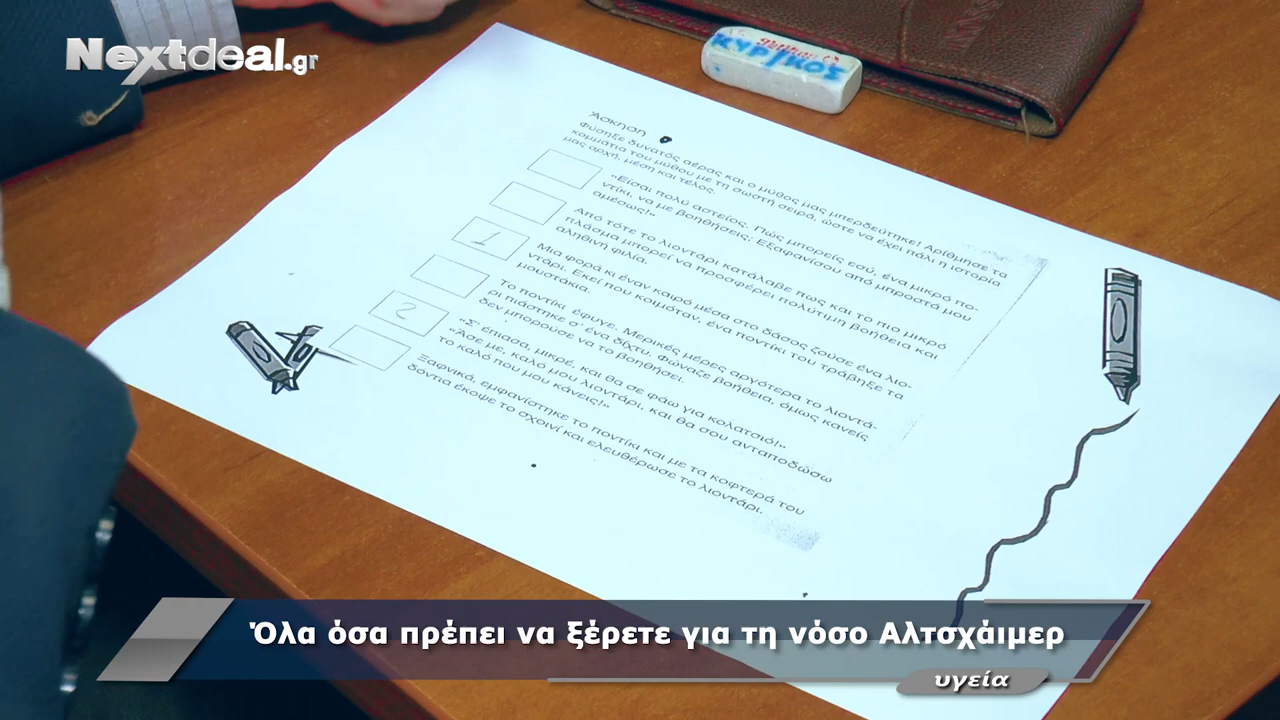 Nextdeal.gr
ΚΥΡΙΚΟΣ
Άσκηση
Φύσηξε δυνατός αέρας και ο μύθος μας μπερδεύτηκε! Αρίθμησε τα
κομμάτια του μύθου με τη σωστή σειρά, ώστε να έχει πάλι η ιστορία
μας αρχή, μέση και τέλος.
«Είσαι πολύ αστείος. Πώς μπορείς εσύ, ένα μικρό πο-
ντίκι, να με βοηθήσεις; Εξαφανίσου από μπροστά μου
αμέσως!»
Από τότε το λιοντάρι κατάλαβε πως και το πιο μικρό
πλάσμα μπορεί να προσφέρει πολύτιμη βοήθεια και
αληθινή φιλία.
1
Μια φορά κι έναν καιρό μέσα στο δάσος ζούσε ένα λιο-
ντάρι. Εκεί που κοιμόταν, ένα ποντίκι του τράβηξε τα
μουστάκια.
Το ποντίκι έφυγε. Μερικές μέρες αργότερα το λιοντά-
ρι πιάστηκε σ' ένα δίχτυ. Φώναξε βοήθεια, όμως κανείς
δεν μπορούσε να το βοηθήσει.
2
«Σ' έπιασα, μικρέ, και θα σε φάω για κολατσιό!»
«Άσε με, καλό μου λιοντάρι, και θα σου ανταποδώσω
το καλό που μου κάνεις!»
Ξαφνικά, εμφανίστηκε το ποντίκι και με τα κοφτερά του
δόντια έκοψε το σχοινί και ελευθέρωσε το λιοντάρι.
Όλα όσα πρέπει να ξέρετε για τη νόσο Αλτσχάιμερ
υγεία